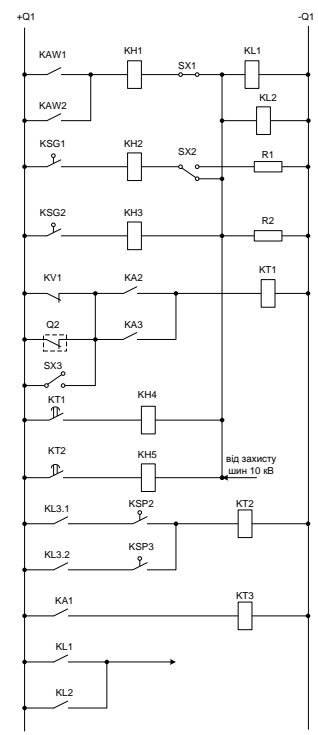 +Q1 -Q1
KAW1 KH1 SX1 KL1
KAW2 KL2
KSG1 KH2 SX2 R1
KSG2 KH3 R2
KV1 KA2 KT1
Q2 KA3
SX3
KT1 KH4
KT2 KH5 від захисту
шин 10 кВ
KL3.1 KSP2 KT2
KL3.2 KSP3
KA1 KT3
KL1
KL2